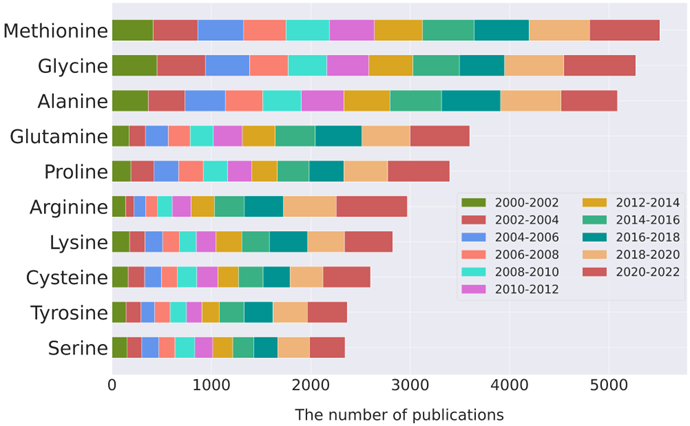 Methionine
Glycine
Alanine
Glutamine
Proline
Arginine
Lysine
Cysteine
Tyrosine
Serine
2000-2002
2002-2004
2004-2006
2006-2008
2008-2010
2010-2012
2012-2014
2014-2016
2016-2018
2018-2020
2020-2022
0 1000 2000 3000 4000 5000
The number of publications